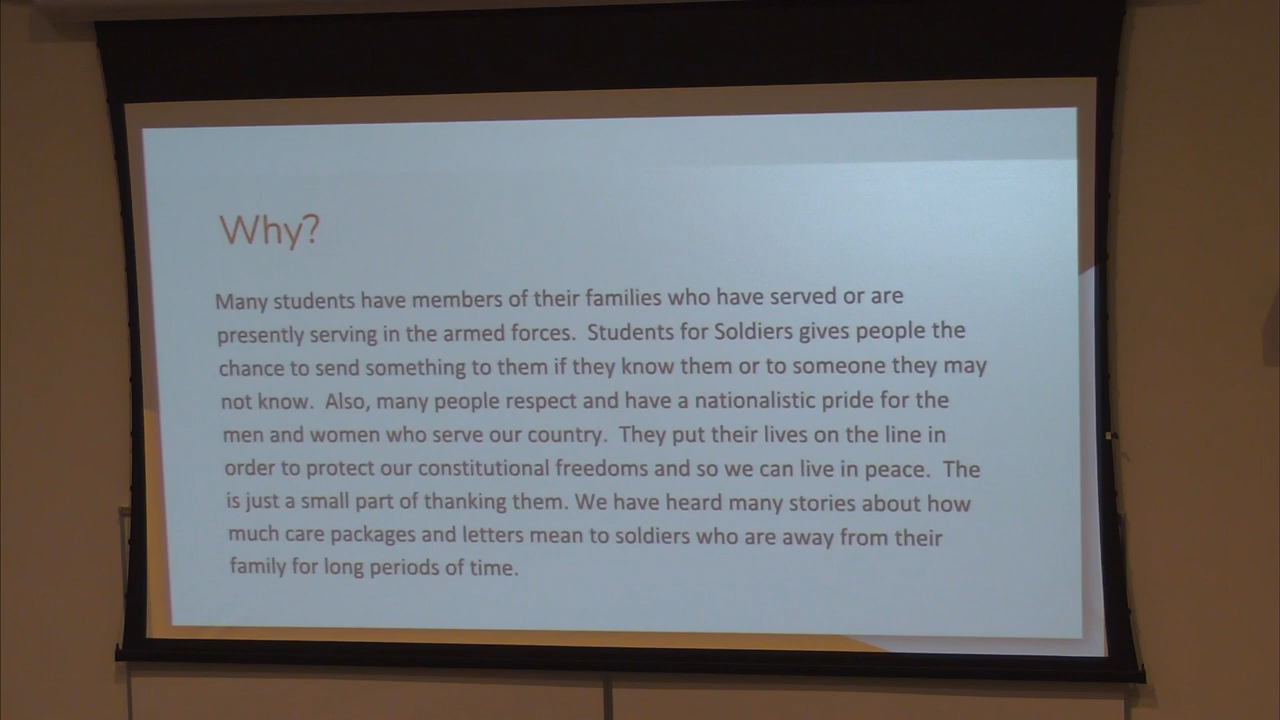 Why?
Many students have members of their families who have served or are
presently serving in the armed forces.  Students for Soldiers gives people the
chance to send something to them if they know them or to someone they may
not know.  Also, many people respect and have a nationalistic pride for the
men and women who serve our country.  They put their lives on the line in
order to protect our constitutional freedoms and so we can live in peace.  The
is just a small part of thanking them. We have heard many stories about how
much care packages and letters mean to soldiers who are away from their
family for long periods of time.